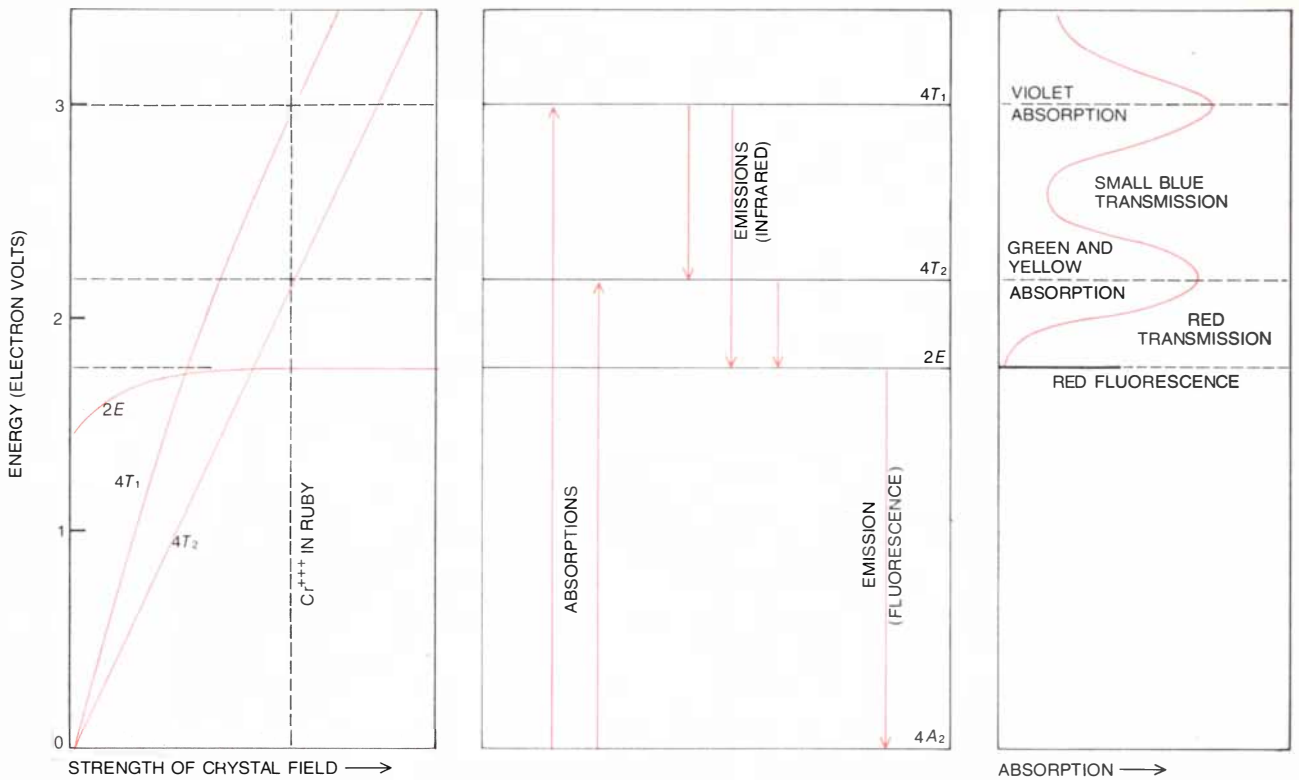 ENERGY (ELECTRON VOLTS)
3
2
1
0
2E
4T₁
4T₂
Cr⁺⁺⁺ IN RUBY
STRENGTH OF CRYSTAL FIELD ⟶
4T₁
4T₂
2E
4A₂
ABSORPTIONS
EMISSIONS
(INFRARED)
EMISSION
(FLUORESCENCE)
VIOLET
ABSORPTION
SMALL BLUE
TRANSMISSION
GREEN AND
YELLOW
ABSORPTION
RED
TRANSMISSION
RED FLUORESCENCE
ABSORPTION ⟶